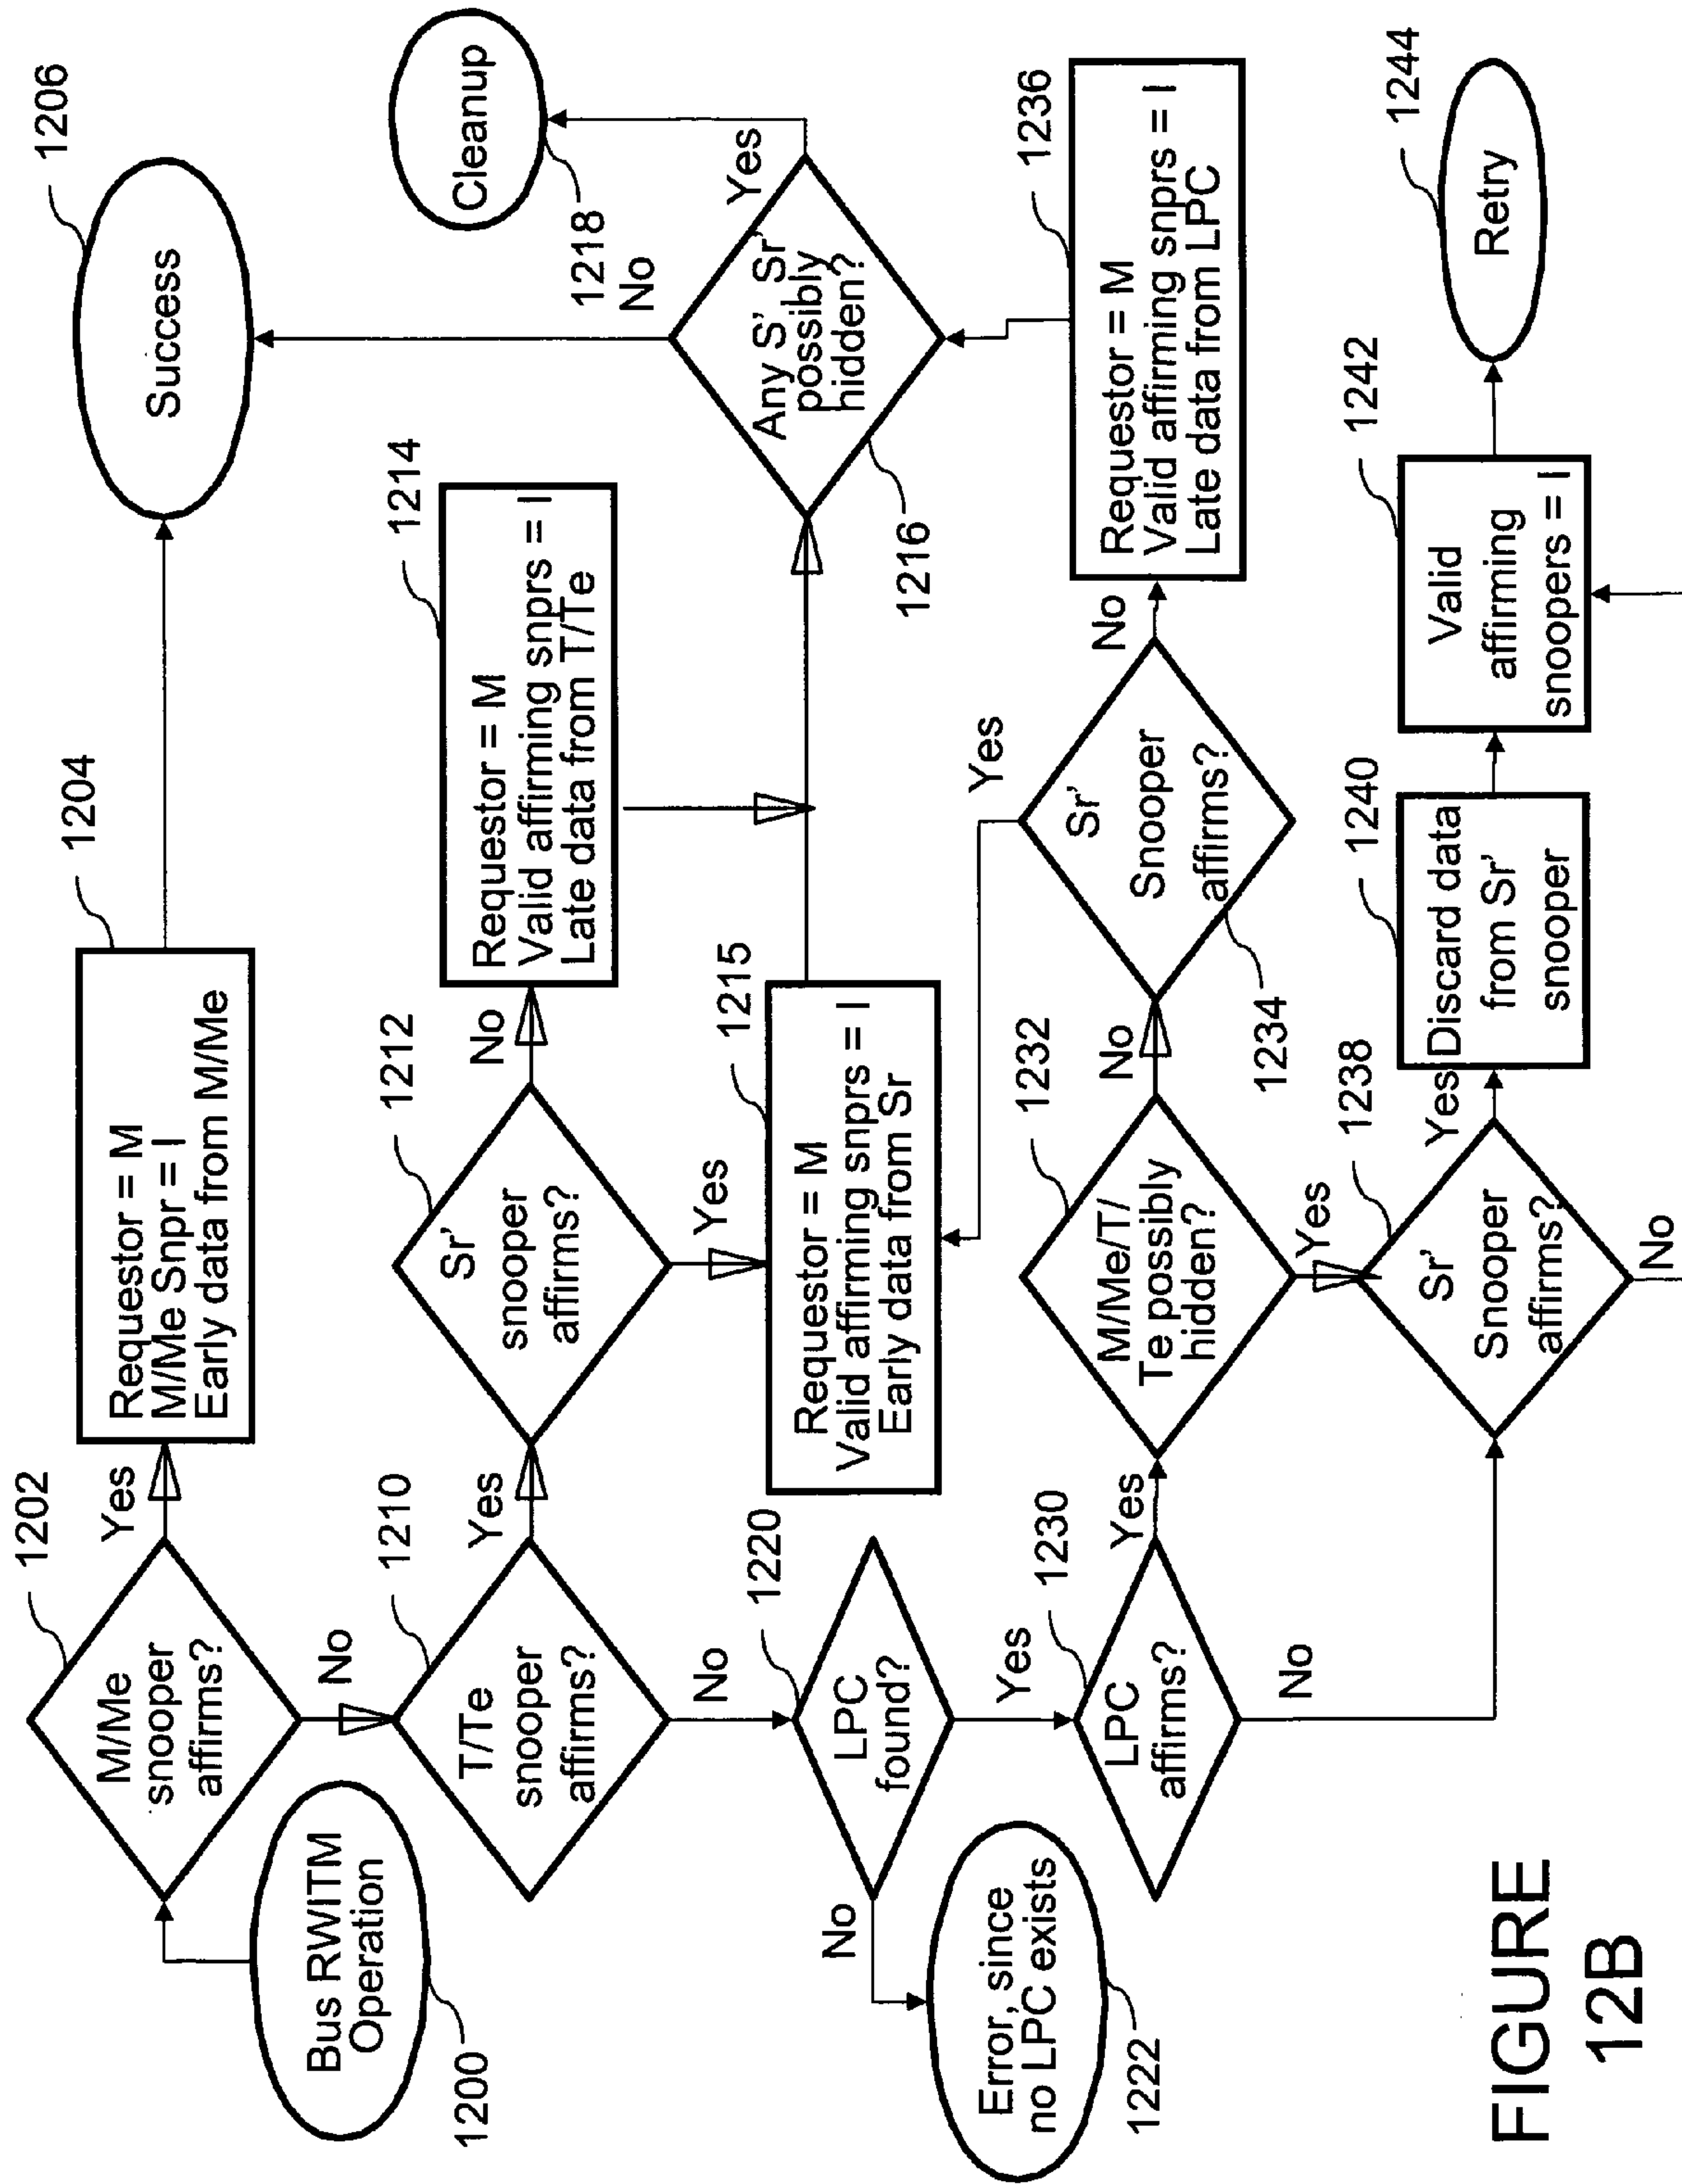 Bus RWITM
Operation
1200
M/Me
snooper
affirms?
1202
Yes
No
Requestor = M
M/Me Snpr = I
Early data from M/Me
1204
Success
1206
T/Te
snooper
affirms?
1210
Yes
No
Sr'
snooper
affirms?
1212
No
Yes
Requestor = M
Valid affirming snprs = I
Late data from T/Te
1214
Requestor = M
Valid affirming snprs = I
Early data from Sr
1215
Any S', Sr'
possibly
hidden?
1216
No
Yes
Cleanup
1218
LPC
found?
1220
No
Yes
Error, since
no LPC exists
1222
LPC
affirms?
1230
Yes
No
M/Me/T/
Te possibly
hidden?
1232
No
Yes
Sr'
Snooper
affirms?
1234
Yes
No
Requestor = M
Valid affirming snprs = I
Late data from LPC
1236
Sr'
Snooper
affirms?
1238
Yes
No
Discard data
from Sr'
snooper
1240
Valid
affirming
snoopers = I
1242
Retry
1244
FIGURE
12B